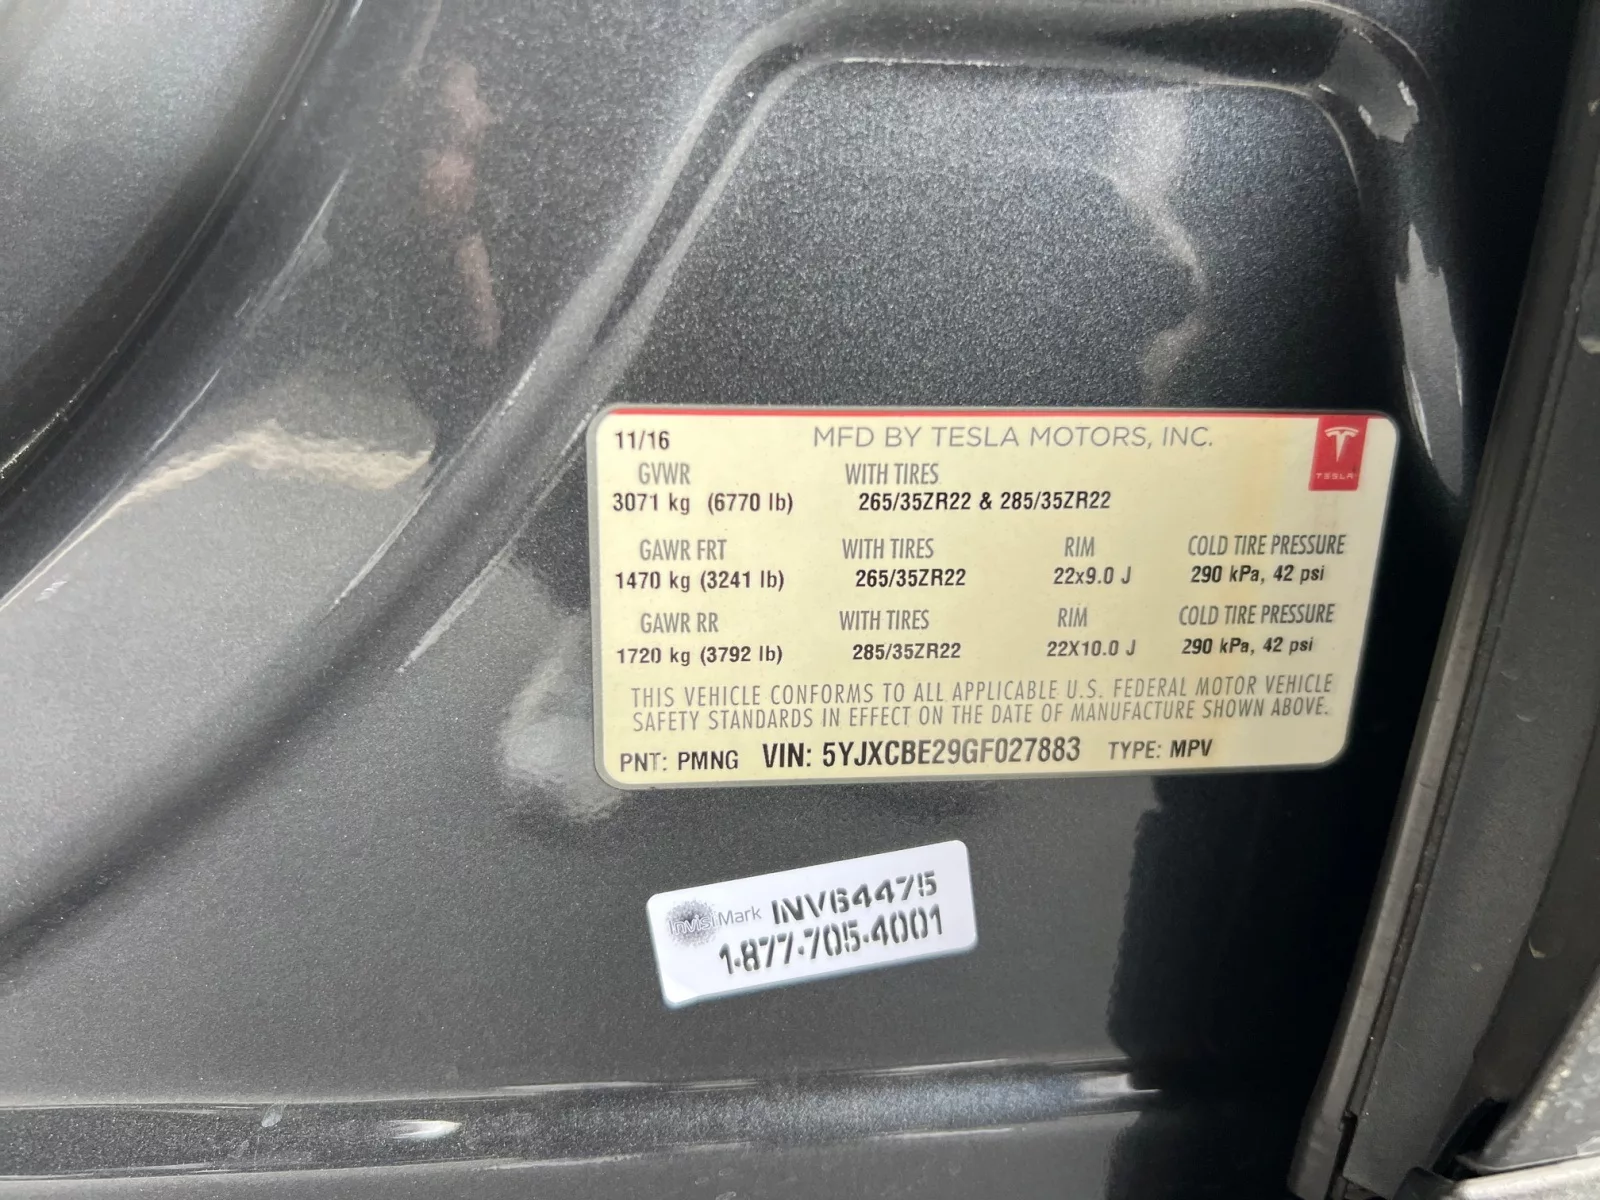 11/16 MFD BY TESLA MOTORS, INC.
TESLA
GVWR WITH TIRES
3071 kg (6770 lb) 265/35ZR22 & 285/35ZR22
GAWR FRT WITH TIRES RIM COLD TIRE PRESSURE
1470 kg (3241 lb) 265/35ZR22 22x9.0 J 290 kPa, 42 psi
GAWR RR WITH TIRES RIM COLD TIRE PRESSURE
1720 kg (3792 lb) 285/35ZR22 22X10.0 J 290 kPa, 42 psi
THIS VEHICLE CONFORMS TO ALL APPLICABLE U.S. FEDERAL MOTOR VEHICLE
SAFETY STANDARDS IN EFFECT ON THE DATE OF MANUFACTURE SHOWN ABOVE.
PNT: PMNG VIN: 5YJXCBE29GF027883 TYPE: MPV
InvisiMark INV64475
1-877-705-4001